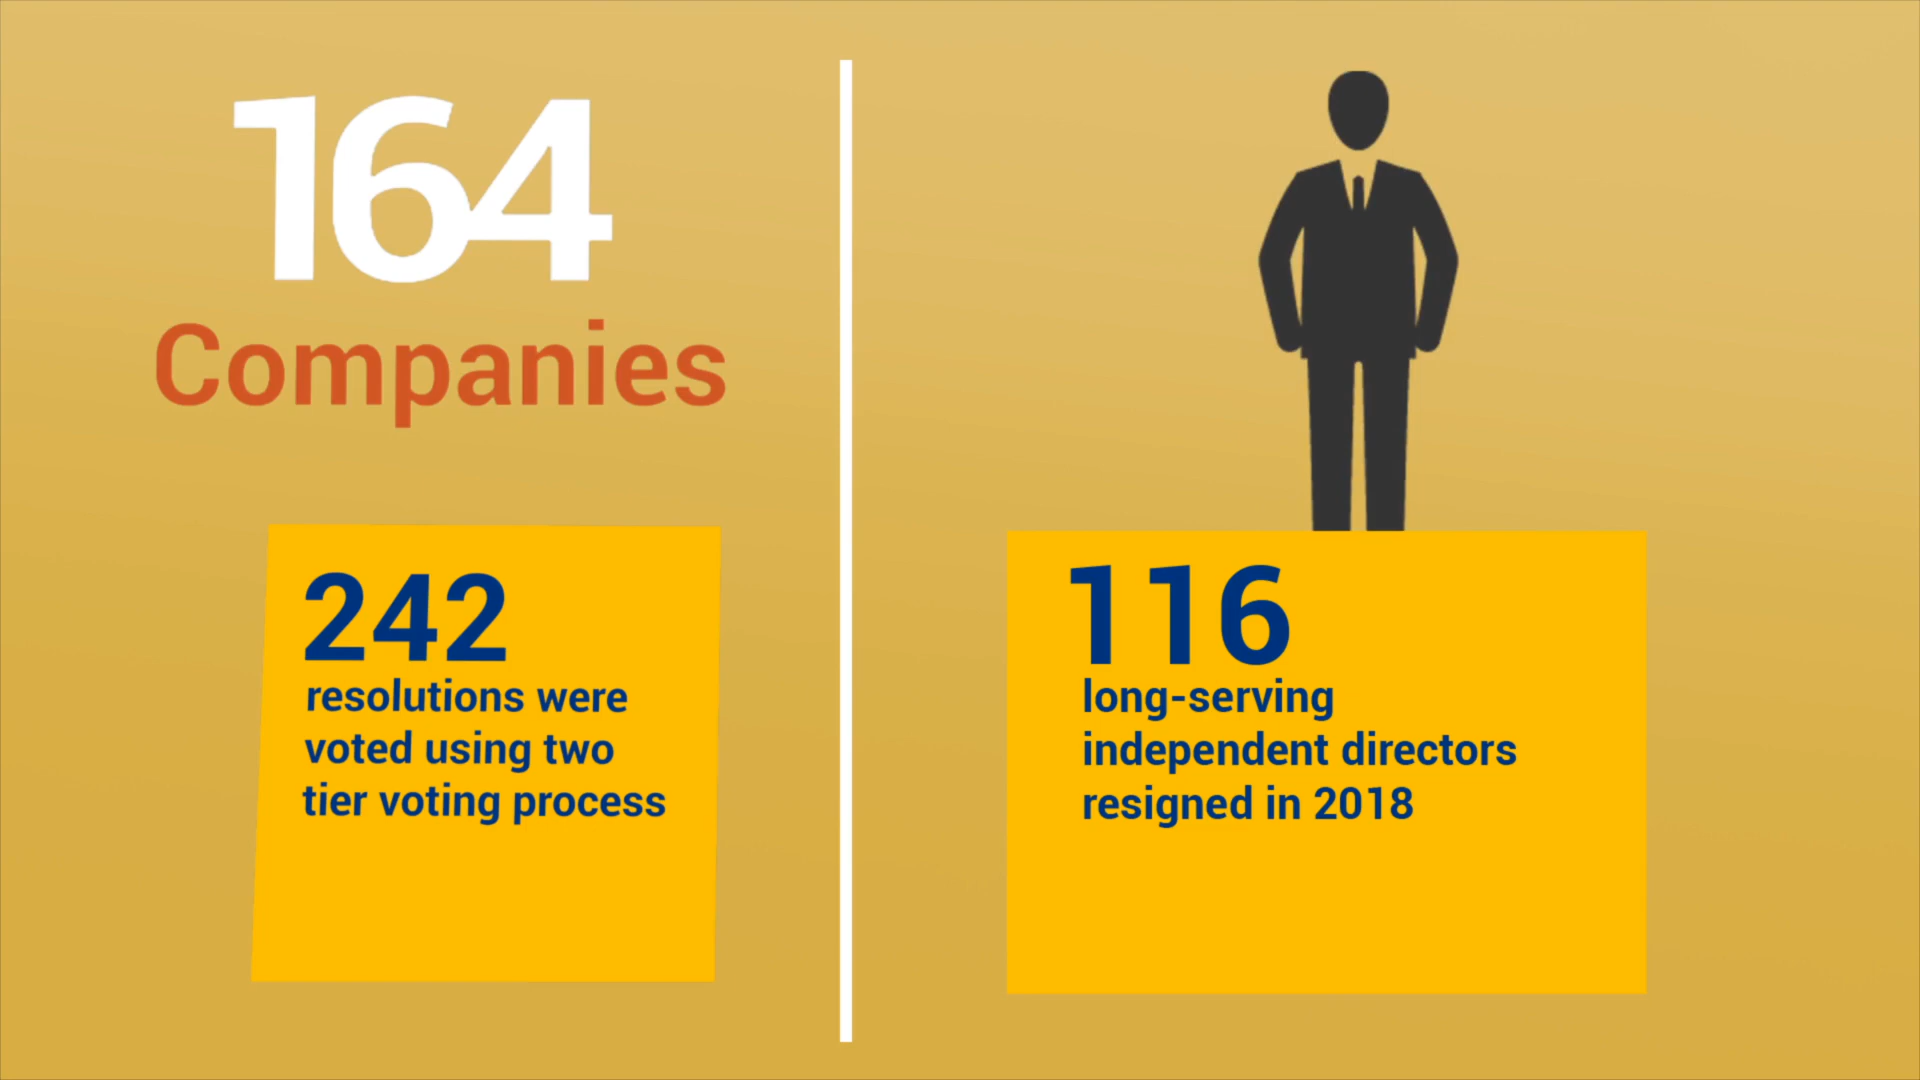 164
Companies
242
resolutions were
voted using two
tier voting process
116
long-serving
independent directors
resigned in 2018